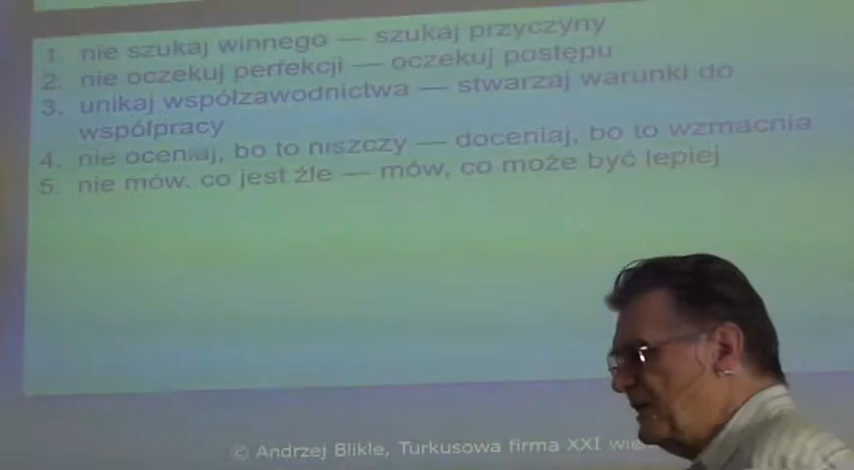 1. nie szukaj winnego — szukaj przyczyny
2. nie oczekuj perfekcji — oczekuj postępu
3. unikaj współzawodnictwa — stwarzaj warunki do
współpracy
4. nie oceniaj, bo to niszczy — doceniaj, bo to wzmacnia
5. nie mów. co jest źle — mów, co może być lepiej
© Andrzej Blikle, Turkusowa firma XXI